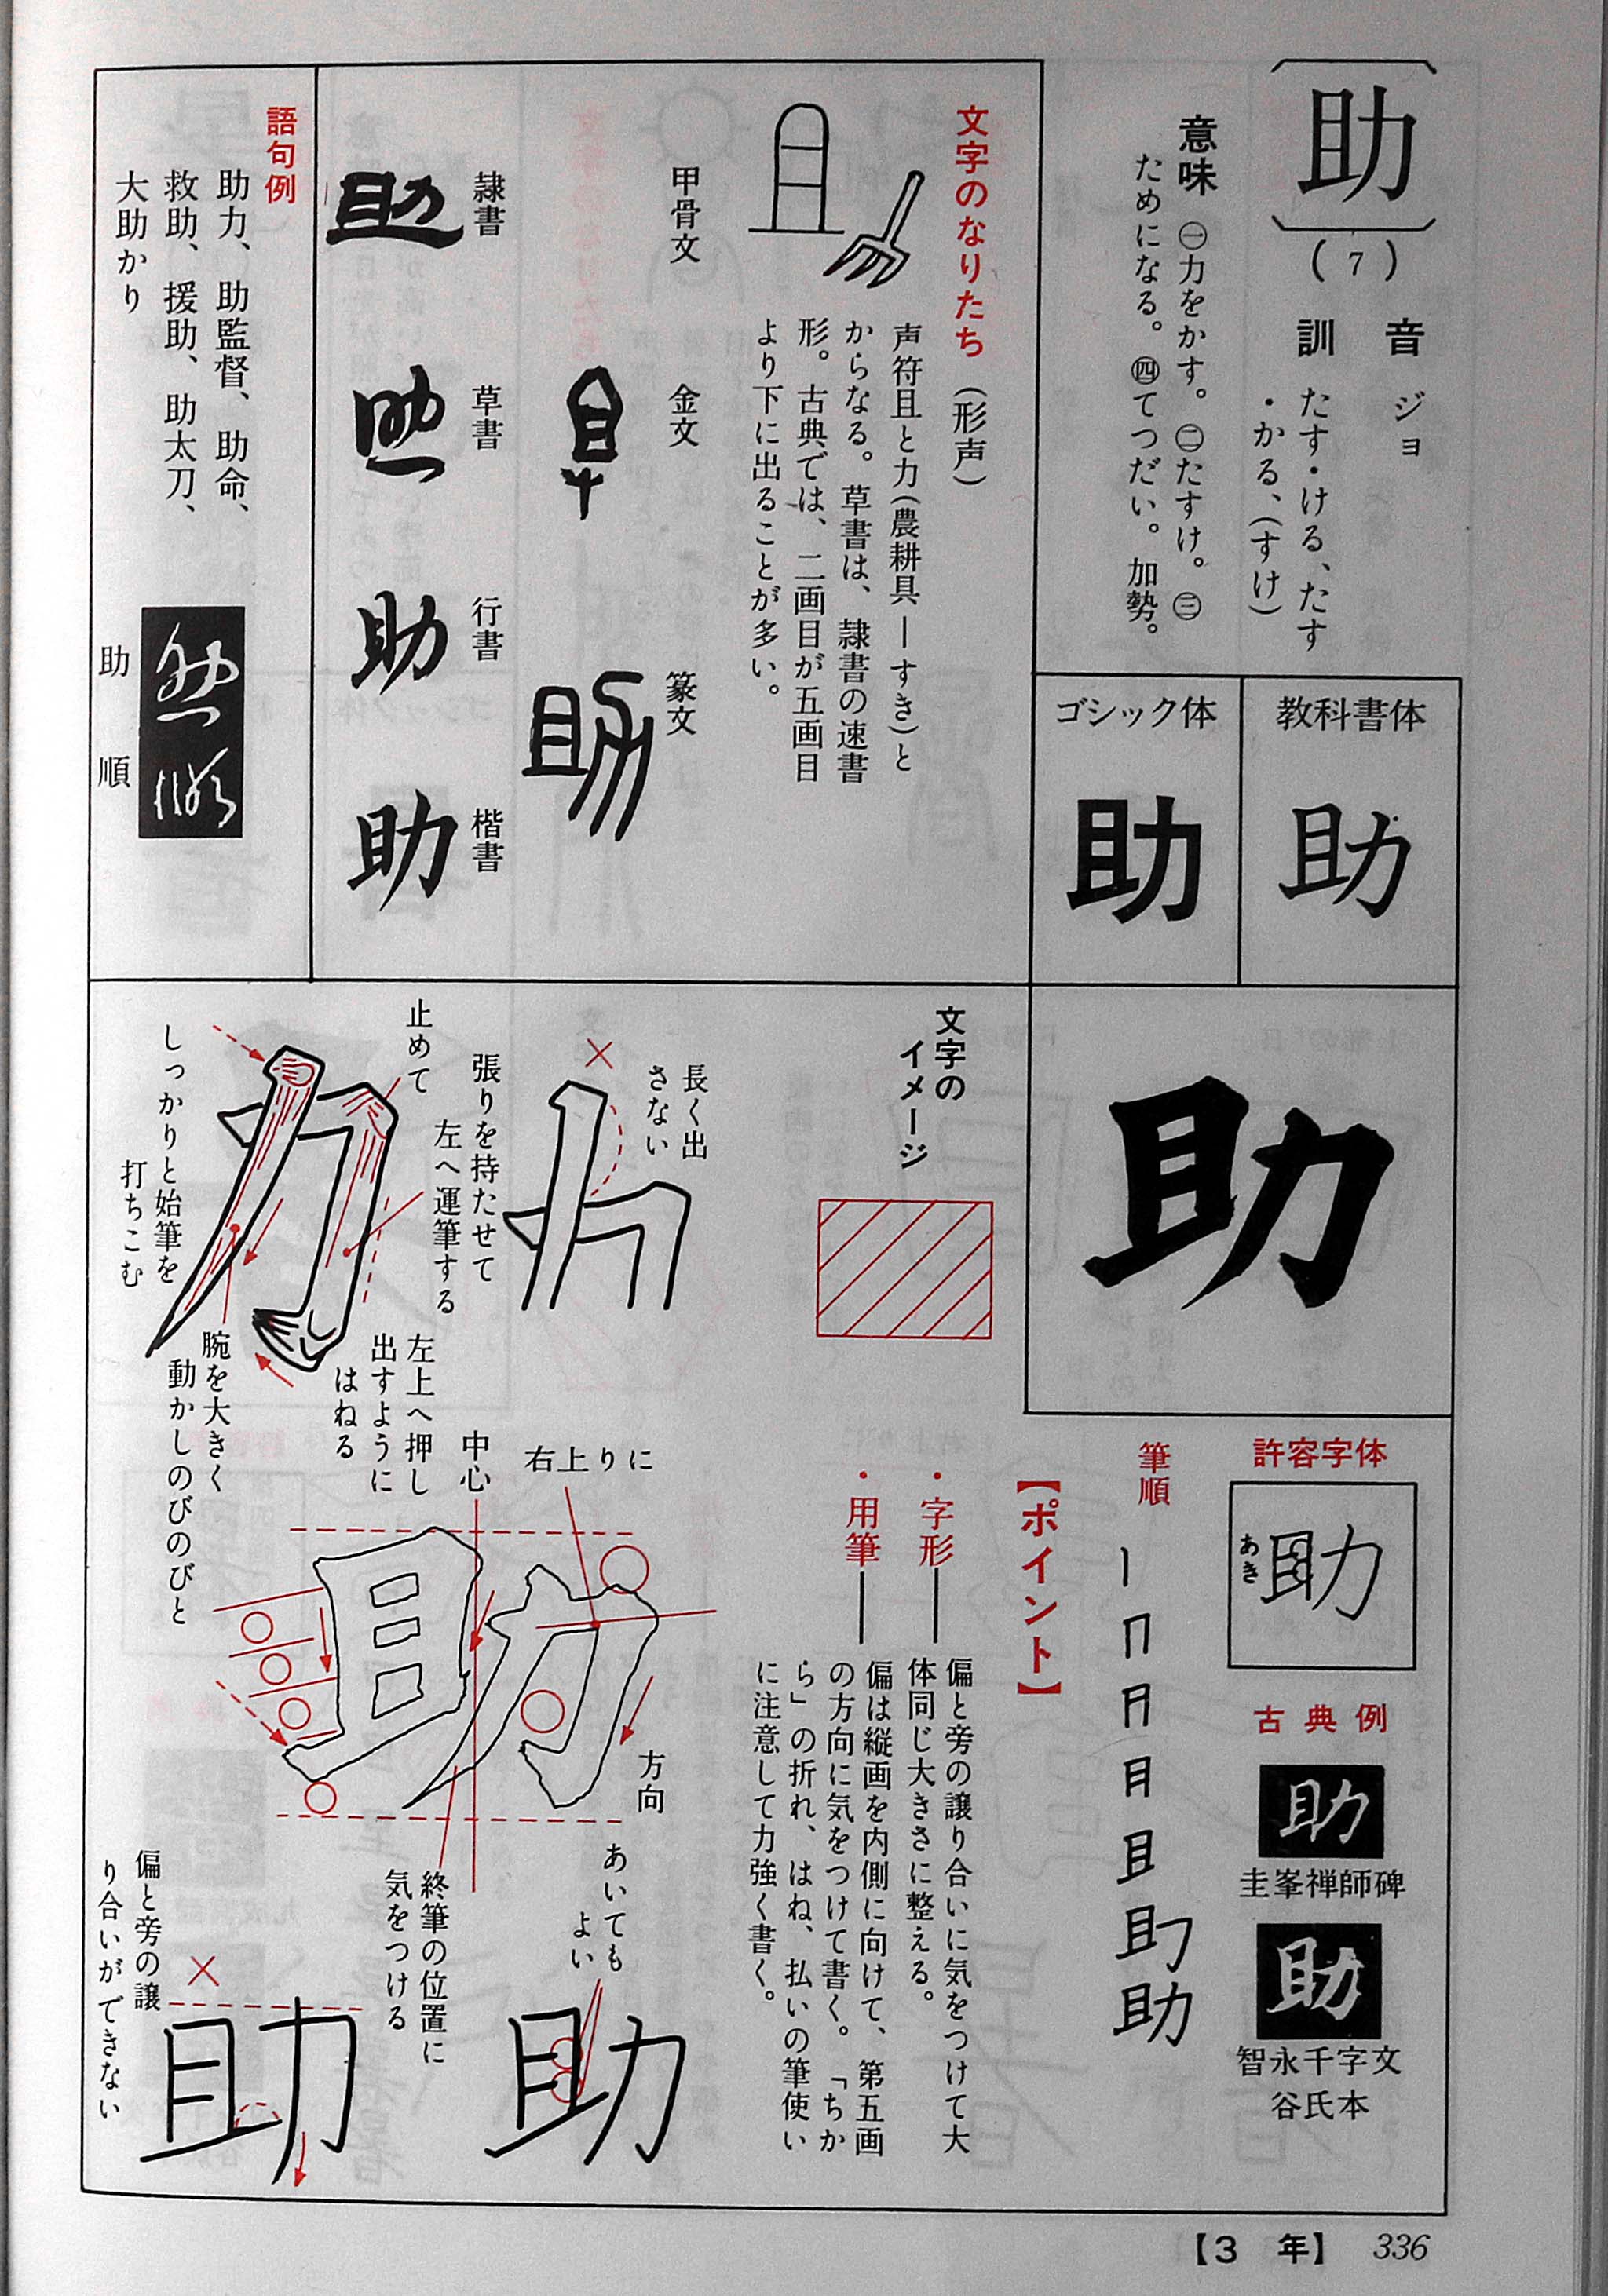 助
(7)
音 ジョ
訓 たす・ける、たす
・かる、(すけ)
意味 ㊀力をかす。㊁たすけ。㊂
ためになる。㊃てつだい。加勢。
教科書体
助
ゴシック体
助
文字のなりたち (形声)
声符且と力(農耕具—すき)と
からなる。草書は、隷書の速書
形。古典では、二画目が五画目
より下に出ることが多い。
甲骨文
金文
篆文
助
隷書
助
草書
助
行書
助
楷書
助
語句例
助力、助監督、助命、
救助、援助、助太刀、
大助かり
助順
助順
助
許容字体
助
あき
古典例
助
圭峯禅師碑
助
智永千字文
谷氏本
筆順
丨 冂 月 目 且 助 助
【ポイント】
・字形—偏と旁の譲り合いに気をつけて大
体同じ大きさに整える。
・用筆—偏は縦画を内側に向けて、第五画
の方向に気をつけて書く。「ちか
ら」の折れ、はね、払いの筆使い
に注意して力強く書く。
文字の
イメージ
長く出
さない
張りを持たせて
左へ運筆する
止めて
しっかりと始筆を
打ちこむ
左上へ押し
出すように
はねる
腕を大きく
動かしのびのびと
右上りに
中心
方向
終筆の位置に
気をつける
あいても
よい
助
偏と旁の譲
り合いができない
助
【3 年】 336